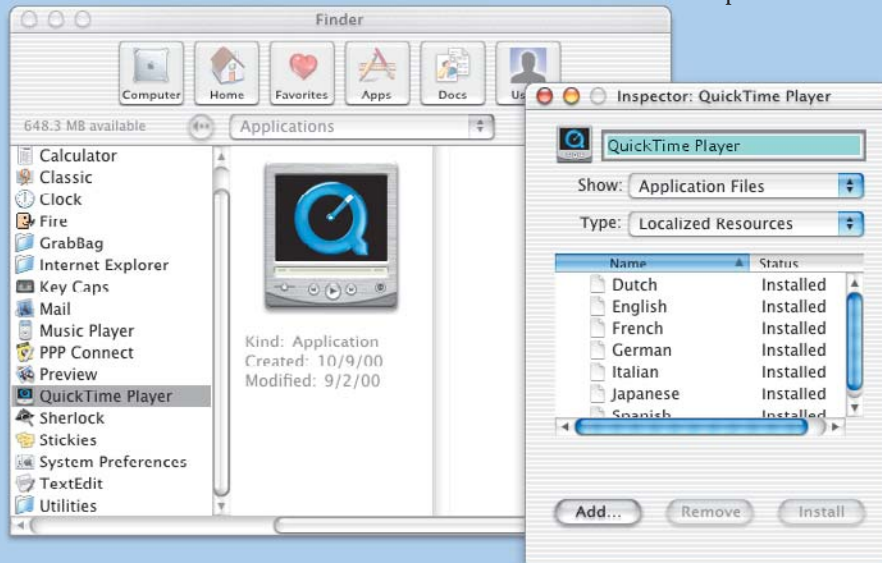 Finder
Computer
Home
Favorites
Apps
Docs
648.3 MB available
Applications
Calculator
Classic
Clock
Fire
GrabBag
Internet Explorer
Key Caps
Mail
Music Player
PPP Connect
Preview
QuickTime Player
Sherlock
Stickies
System Preferences
TextEdit
Utilities
Kind: Application
Created: 10/9/00
Modified: 9/2/00
Inspector: QuickTime Player
QuickTime Player
Show: Application Files
Type: Localized Resources
Name Status
Dutch Installed
English Installed
French Installed
German Installed
Italian Installed
Japanese Installed
Spanish Installed
Add... Remove Install